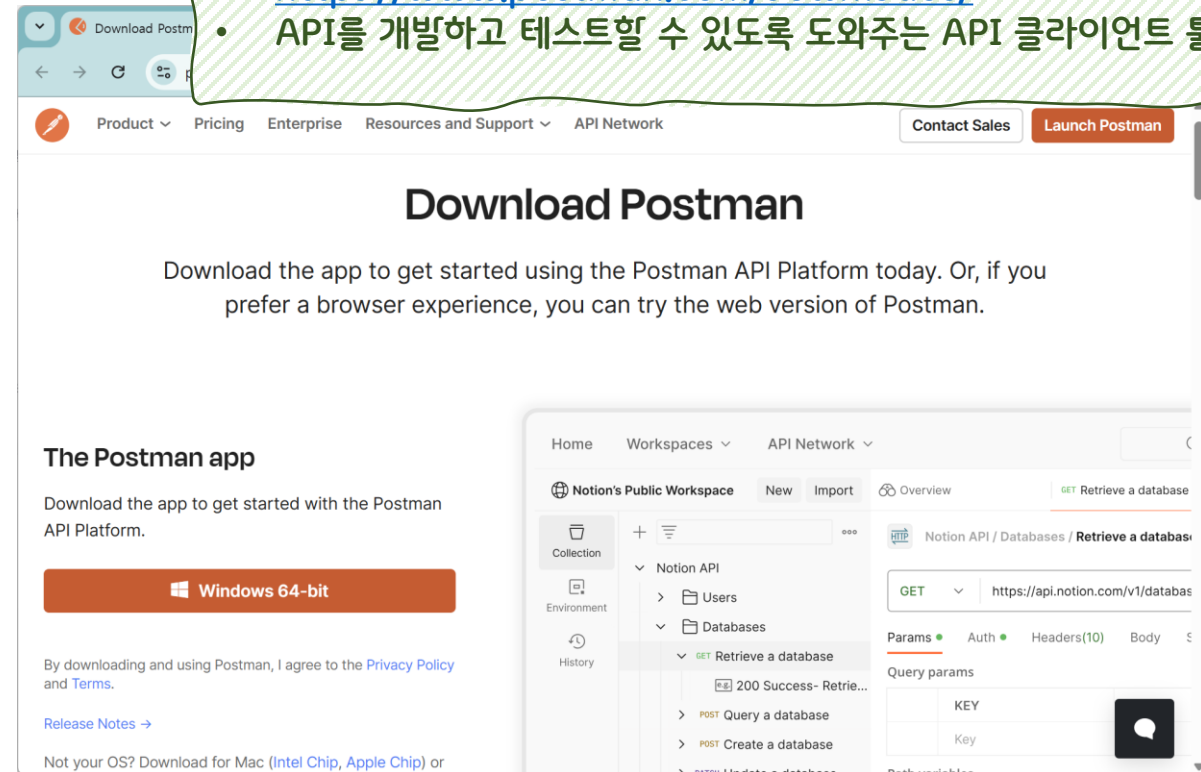 https://www.postman.com/downloads/
• API를 개발하고 테스트할 수 있도록 도와주는 API 클라이언트
Download Postm
Product
Pricing
Enterprise
Resources and Support
API Network
Contact Sales
Launch Postman
Download Postman
Download the app to get started using the Postman API Platform today. Or, if you
prefer a browser experience, you can try the web version of Postman.
The Postman app
Download the app to get started with the Postman
API Platform.
Windows 64-bit
By downloading and using Postman, I agree to the Privacy Policy
and Terms.
Release Notes →
Not your OS? Download for Mac (Intel Chip, Apple Chip) or
Home
Workspaces
API Network
Notion's Public Workspace
New
Import
Overview
GET Retrieve a database
Collection
Environment
History
Notion API
Users
Databases
GET Retrieve a database
e.g. 200 Success- Retrie...
POST Query a database
POST Create a database
Update a database
HTTP Notion API / Databases / Retrieve a databas
GET
https://api.notion.com/v1/databas
Params
Auth
Headers(10)
Body
Query params
KEY
Key